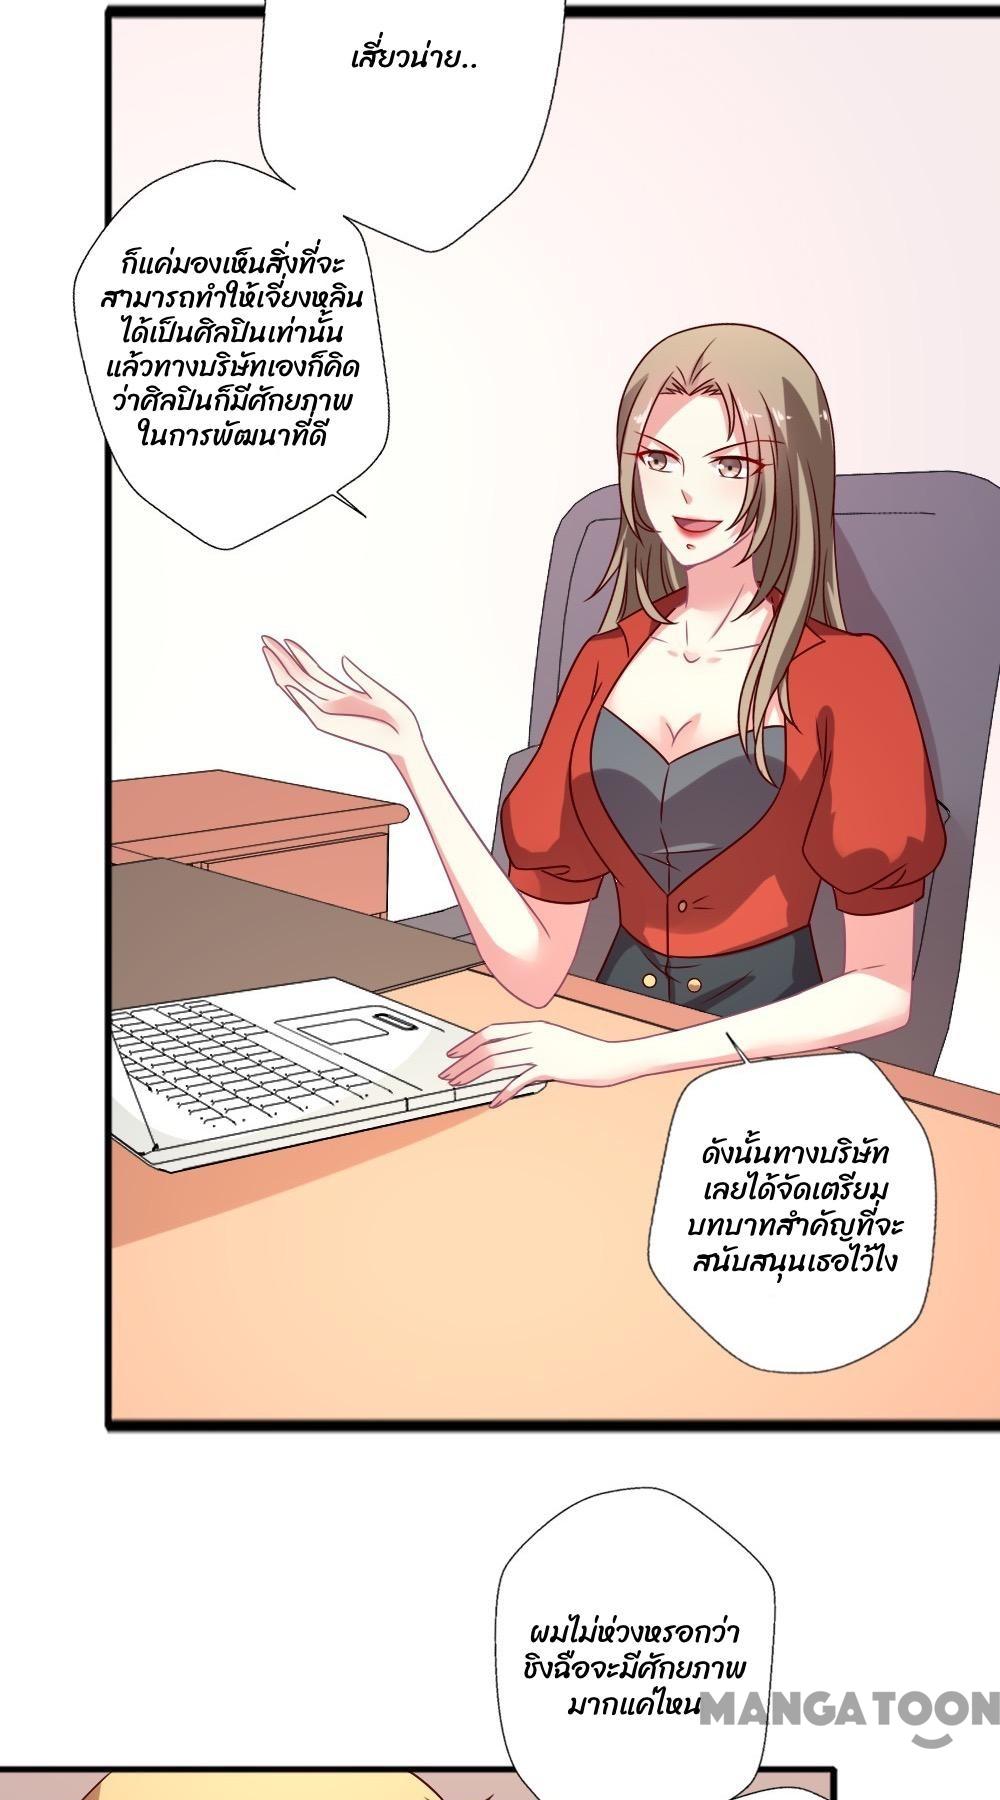 เสี่ยวน่าย..
ก็แค่มองเห็นสิ่งที่จะ
สามารถทำให้เจี่ยงหลิน
ได้เป็นศิลปินเท่านั้น
แล้วทางบริษัทเองก็คิด
ว่าศิลปินก็มีศักยภาพ
ในการพัฒนาที่ดี
ดังนั้นทางบริษัท
เลยได้จัดเตรียม
บทบาทสำคัญที่จะ
สนับสนุนเธอไว้ไง
ผมไม่ห่วงหรอกว่า
ชิงฉือจะมีศักยภาพ
มากแค่ไหน
MANGATOON